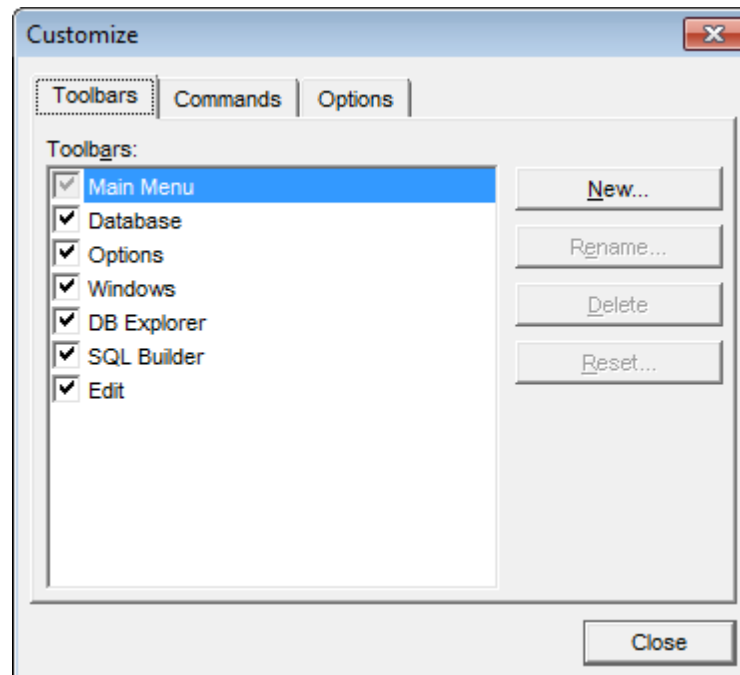 Customize
Toolbars Commands Options
Toolbars:
Main Menu
Database
Options
Windows
DB Explorer
SQL Builder
Edit
New...
Rename...
Delete
Reset...
Close